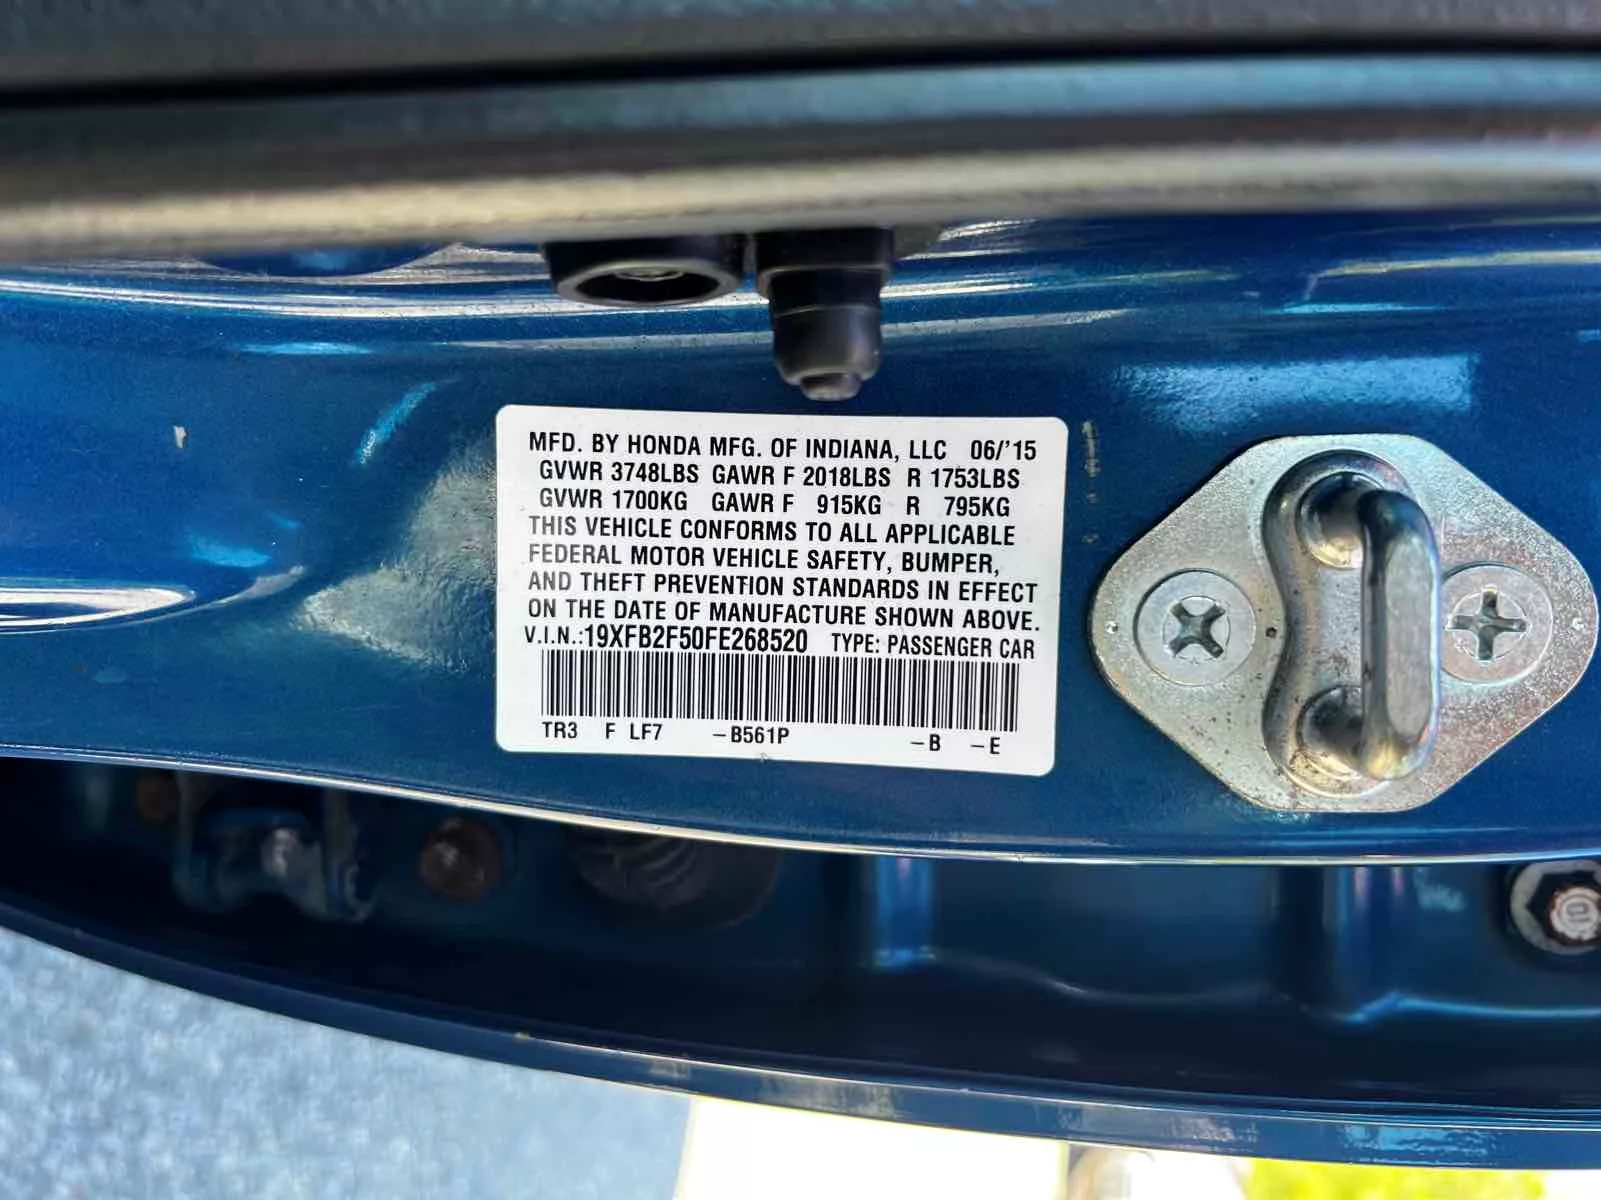 MFD. BY HONDA MFG. OF INDIANA, LLC 06/'15
GVWR 3748LBS GAWR F 2018LBS R 1753LBS
GVWR 1700KG GAWR F 915KG R 795KG
THIS VEHICLE CONFORMS TO ALL APPLICABLE
FEDERAL MOTOR VEHICLE SAFETY, BUMPER,
AND THEFT PREVENTION STANDARDS IN EFFECT
ON THE DATE OF MANUFACTURE SHOWN ABOVE.
V.I.N.:19XFB2F50FE268520 TYPE: PASSENGER CAR
TR3 F LF7 -B561P -B -E